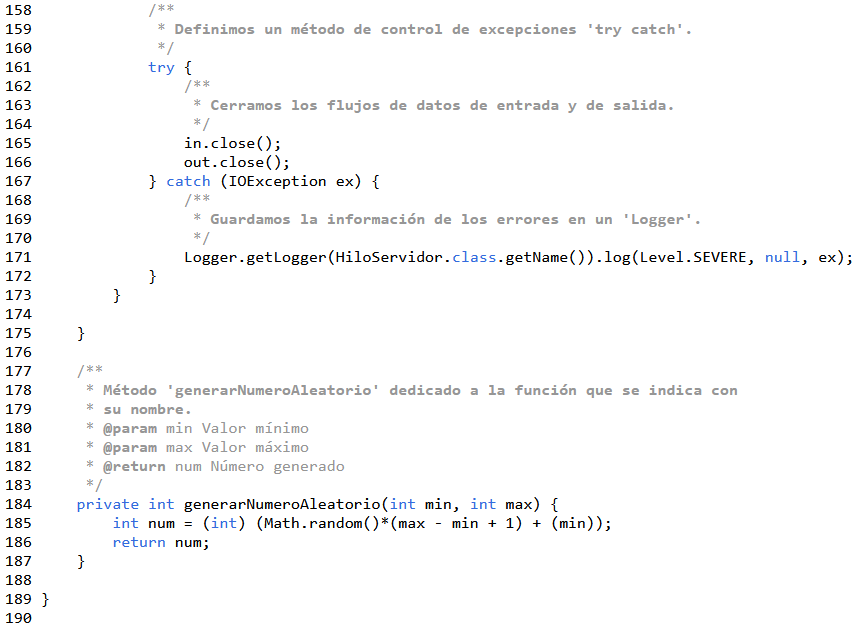 158             /**
159              * Definimos un método de control de excepciones 'try catch'.
160              */
161             try {
162                 /**
163                  * Cerramos los flujos de datos de entrada y de salida.
164                  */
165                 in.close();
166                 out.close();
167             } catch (IOException ex) {
168                 /**
169                  * Guardamos la información de los errores en un 'Logger'.
170                  */
171                 Logger.getLogger(HiloServidor.class.getName()).log(Level.SEVERE, null, ex);
172             }
173         }
174
175     }
176
177     /**
178      * Método 'generarNumeroAleatorio' dedicado a la función que se indica con
179      * su nombre.
180      * @param min Valor mínimo
181      * @param max Valor máximo
182      * @return num Número generado
183      */
184     private int generarNumeroAleatorio(int min, int max) {
185         int num = (int) (Math.random()*(max - min + 1) + (min));
186         return num;
187     }
188
189 }
190